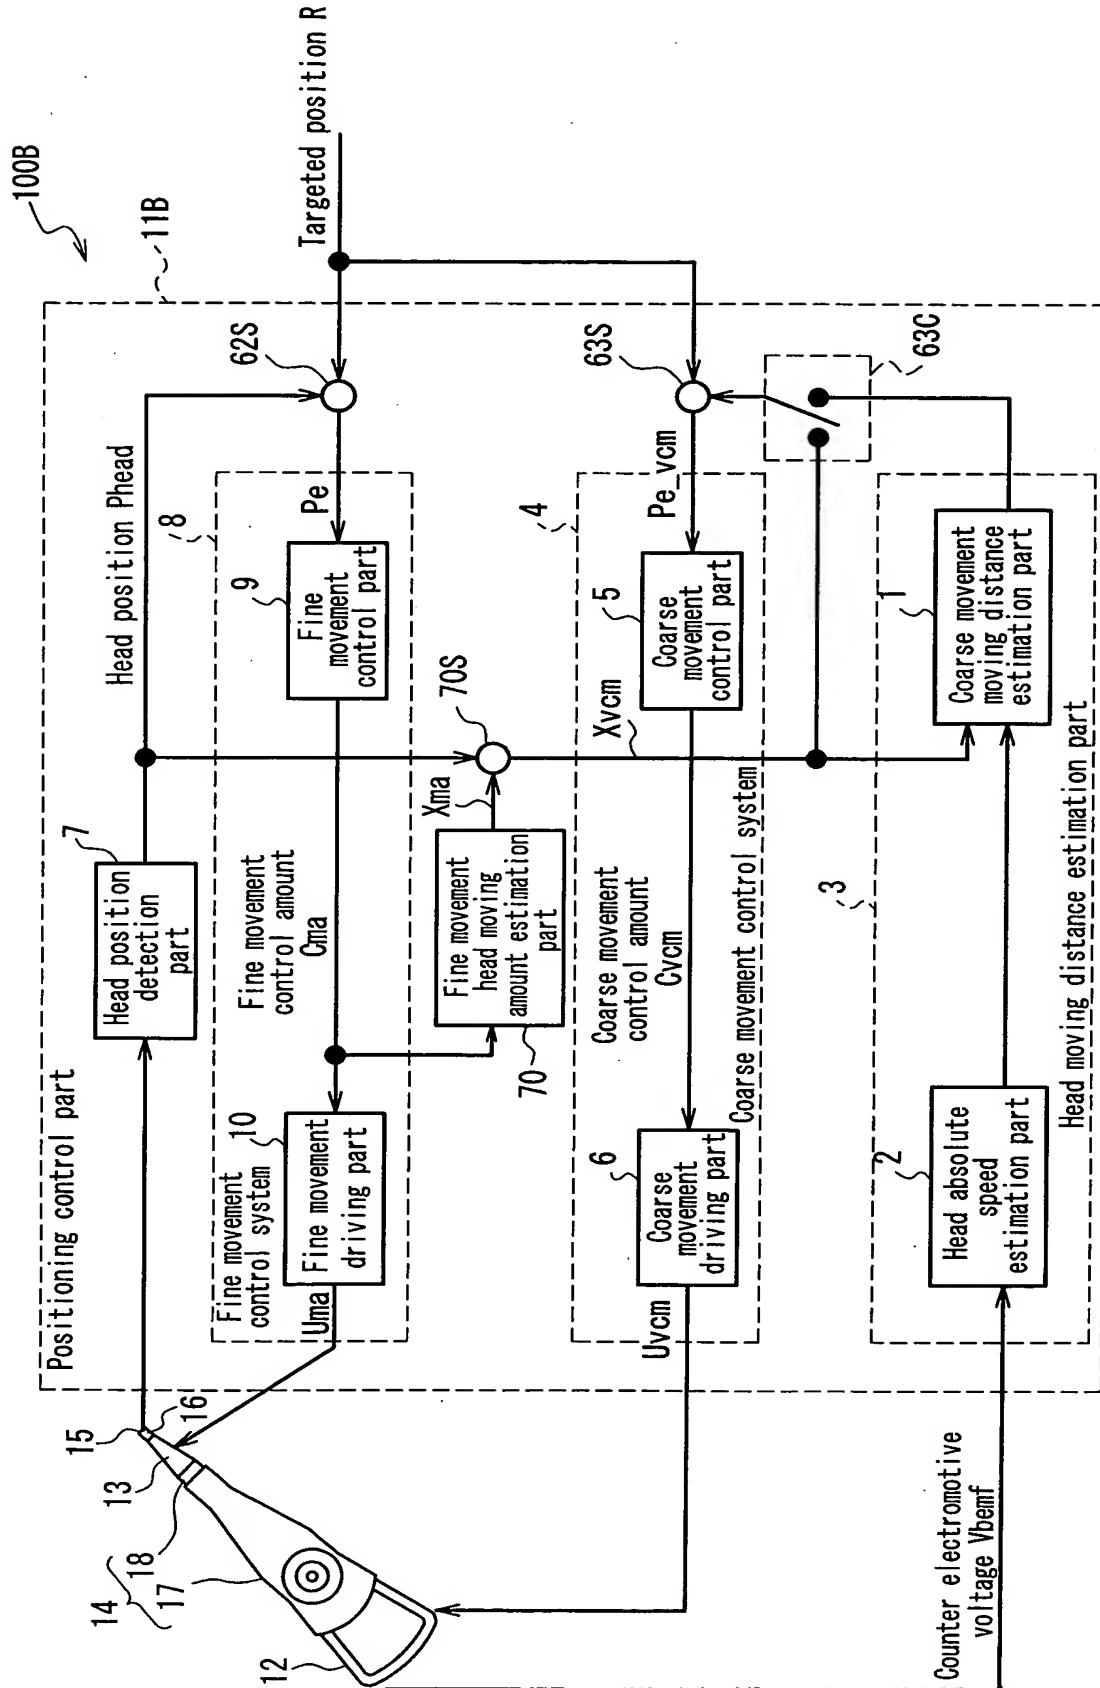 100B
11B
Targeted position R
Positioning control part
Head position Phead
62S
7
Head position
detection
part
8
Pe
9
Fine
movement
control part
Fine movement
control amount
Cma
Fine movement
control system
10
Fine movement
driving part
Uma
70S
Xma
Fine movement
head moving
amount estimation
part
70
63S
63C
Pe_vcm
4
5
Coarse
movement
control part
Xvcm
Coarse movement
control amount
Cvcm
Coarse movement control system
6
Coarse
movement
driving part
Uvcm
3
1
Coarse movement
moving distance
estimation part
Head moving distance estimation part
2
Head absolute
speed
estimation part
Counter electromotive
voltage Vbemf
15
16
13
18
14
17
12